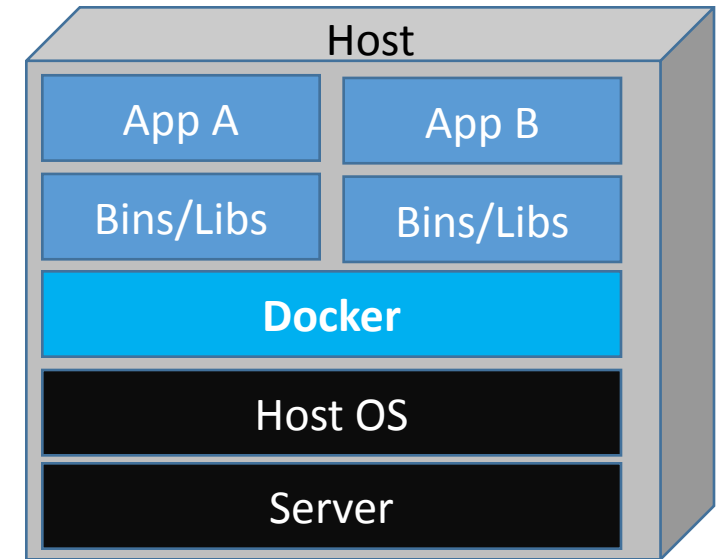 Host
App A
App B
Bins/Libs
Bins/Libs
Docker
Host OS
Server